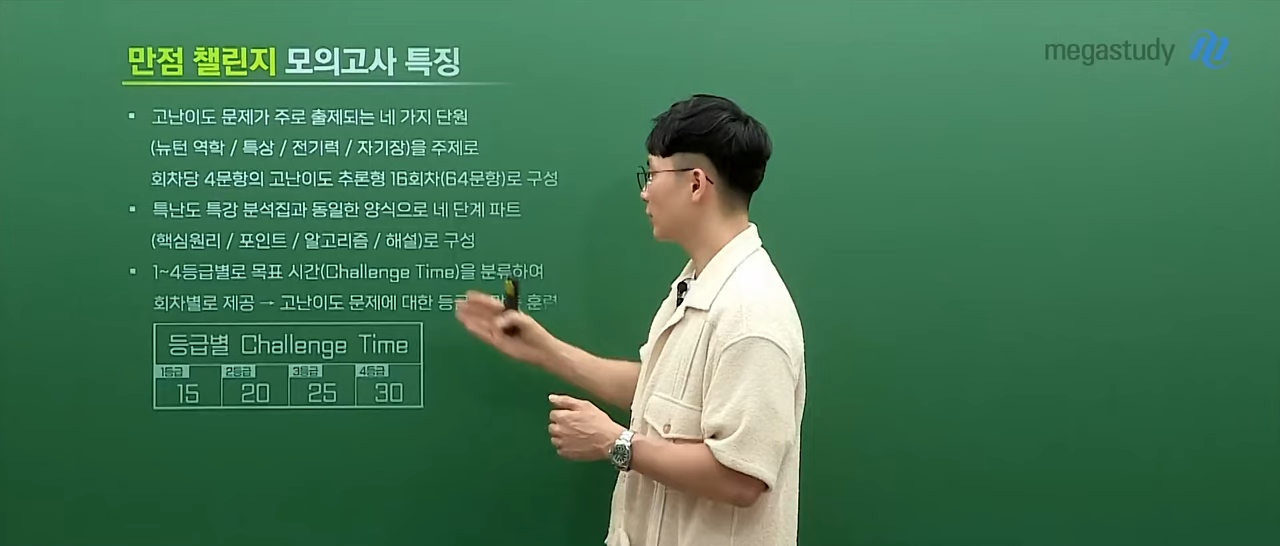 만점 챌린지 모의고사 특징
megastudy
▪ 고난이도 문제가 주로 출제되는 네 가지 단원
(뉴턴 역학 / 특상 / 전기력 / 자기장)을 주제로
회차당 4문항의 고난이도 추론형 16회차(64문항)로 구성
▪ 특난도 특강 분석집과 동일한 양식으로 네 단계 파트
(핵심원리 / 포인트 / 알고리즘 / 해설)로 구성
▪ 1~4등급별로 목표 시간(Challenge Time)을 분류하여
회차별로 제공 → 고난이도 문제에 대한 훈련
등급별 Challenge Time
1등급 2등급 3등급 4등급
15 20 25 30